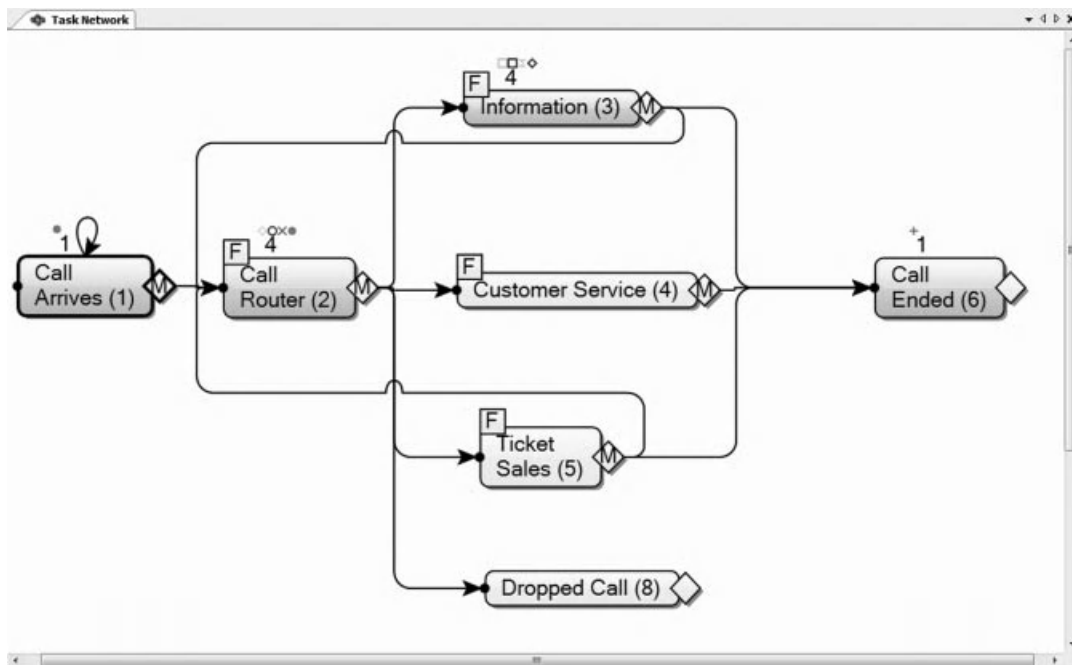 Task Network
4
F
Information (3)
M
1
Call
Arrives (1)
M
4
F
Call
Router (2)
M
F
Customer Service (4)
M
1
Call
Ended (6)
F
Ticket
Sales (5)
M
Dropped Call (8)